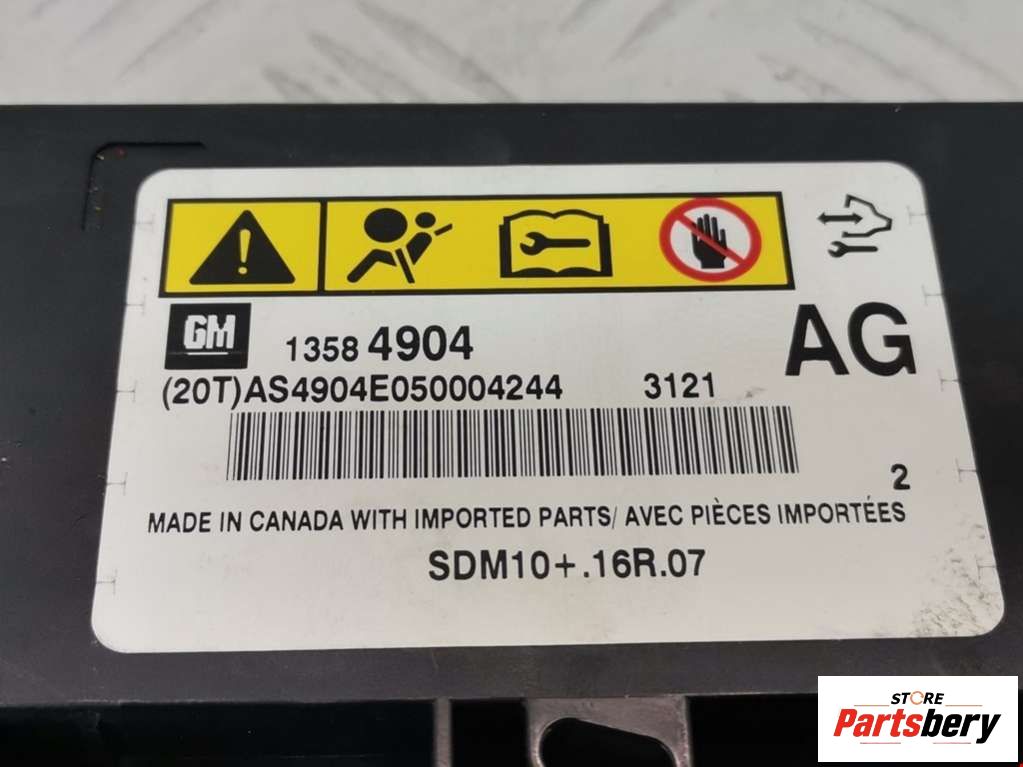 GM 1358 4904 AG
(20T)AS4904E050004244 3121
2
MADE IN CANADA WITH IMPORTED PARTS/ AVEC PIÈCES IMPORTÉES
SDM10+.16R.07
STORE
Partsbery